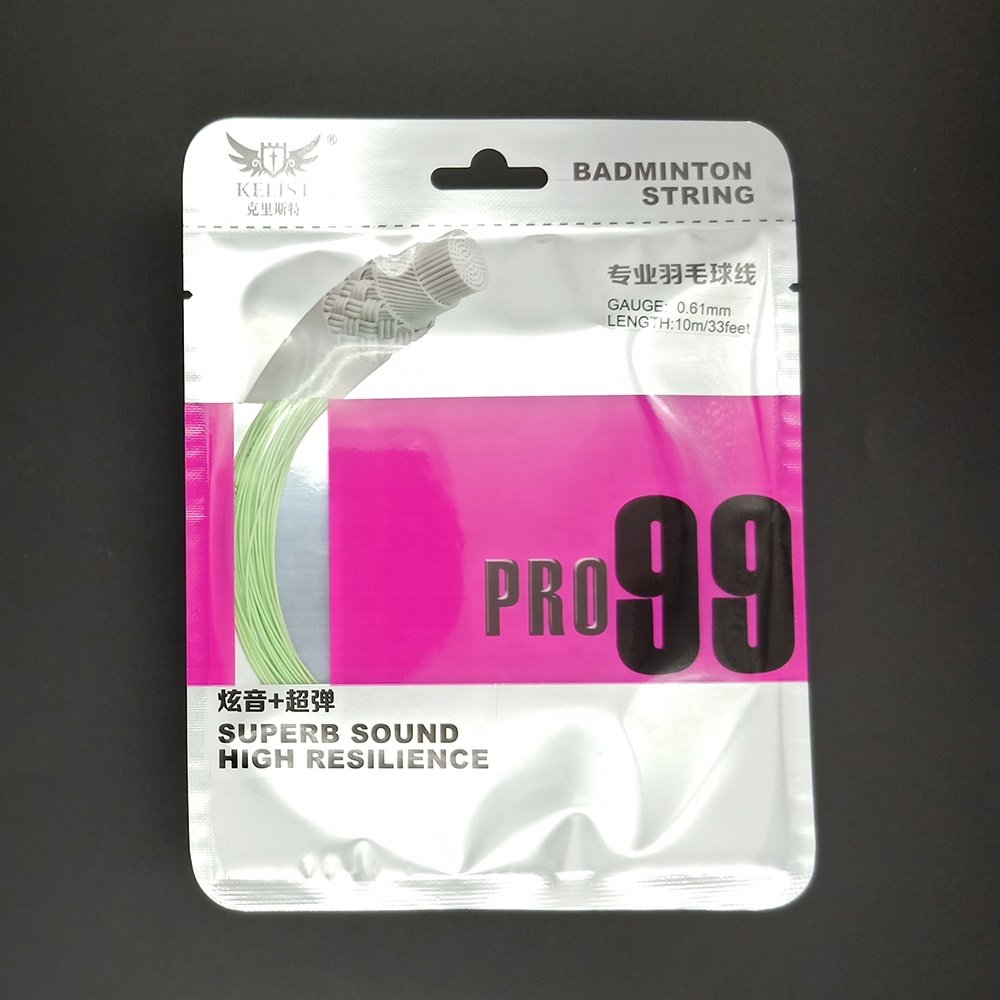 KELIST
®
克里斯特
BADMINTON
STRING
专业羽毛球线
GAUGE: 0.61mm
LENGTH:10m/33feet
PRO99
炫音+超弹
SUPERB SOUND
HIGH RESILIENCE